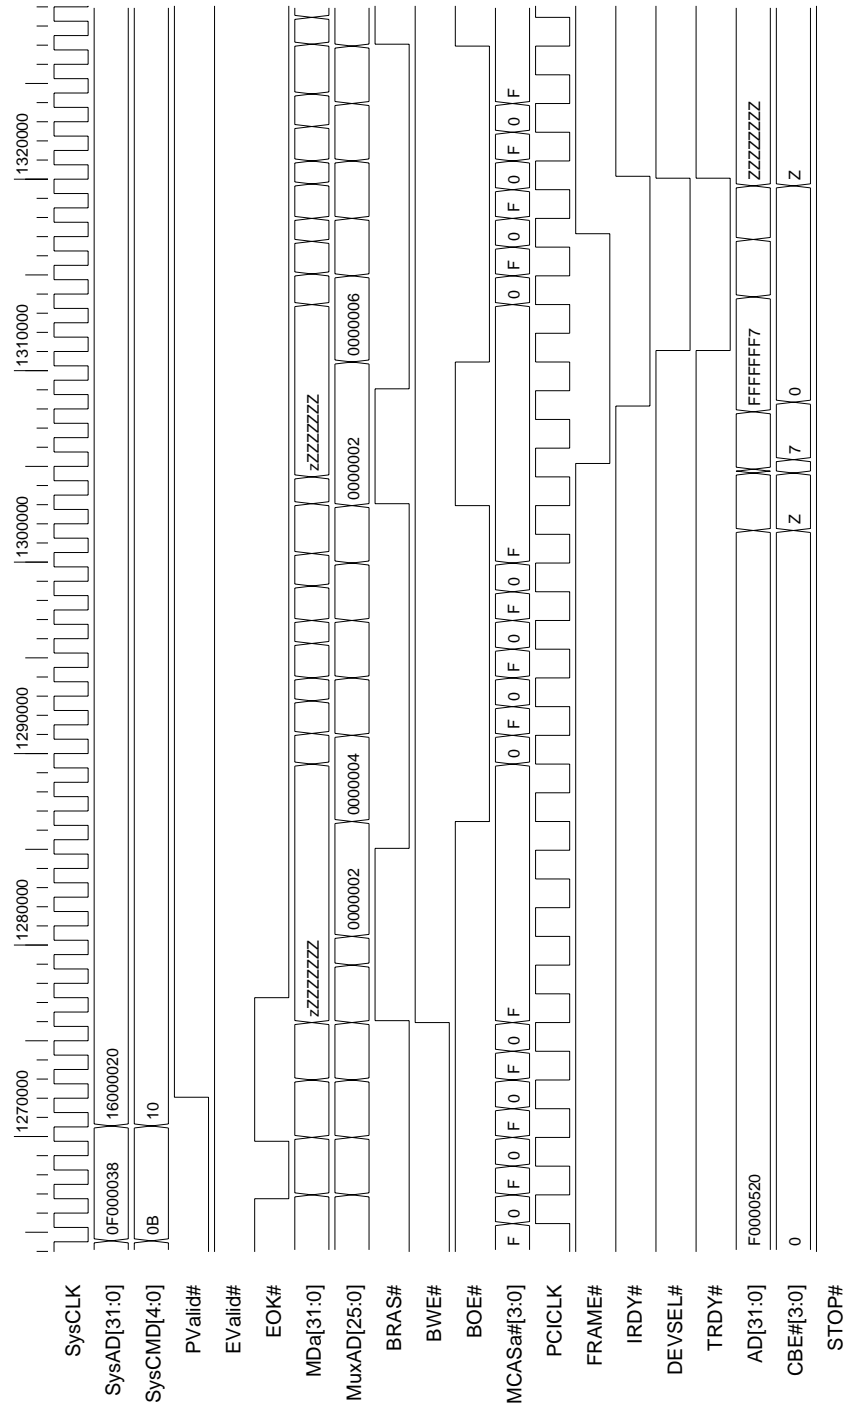 1270000 1280000 1290000 1300000 1310000 1320000
SysCLK
SysAD[31:0] 0F000038 16000020
SysCMD[4:0] 0B 10
PValid#
EValid#
EOK#
MDa[31:0] zZZZZZZZ zZZZZZZZ
MuxAD[25:0] 0000002 0000004 0000002 0000006
BRAS#
BWE#
BOE#
MCASa#[3:0] F 0 F 0 F 0 F 0 F 0 F 0 F 0 F 0 F 0 F 0 F 0 F 0 F
PCICLK
FRAME#
IRDY#
DEVSEL#
TRDY#
AD[31:0] F0000520 FFFFFFF7 ZZZZZZZZ
CBE#[3:0] 0 Z 7 0 Z
STOP#